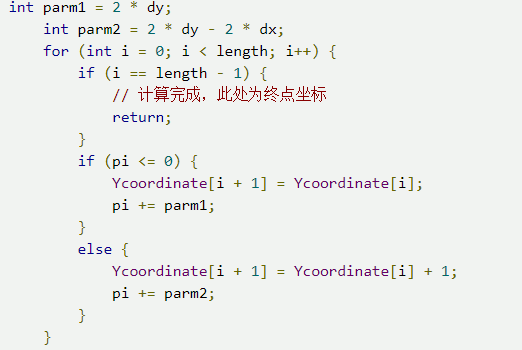 int parm1 = 2 * dy;
int parm2 = 2 * dy - 2 * dx;
for (int i = 0; i < length; i++) {
if (i == length - 1) {
// 计算完成，此处为终点坐标
return;
}
if (pi <= 0) {
Ycoordinate[i + 1] = Ycoordinate[i];
pi += parm1;
}
else {
Ycoordinate[i + 1] = Ycoordinate[i] + 1;
pi += parm2;
}
}